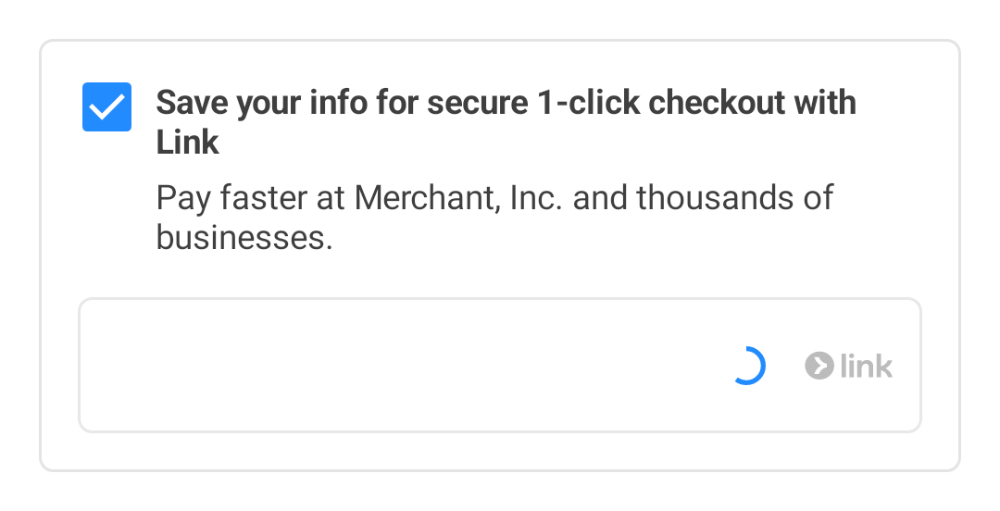 Save your info for secure 1-click checkout with
Link
Pay faster at Merchant, Inc. and thousands of
businesses.
link